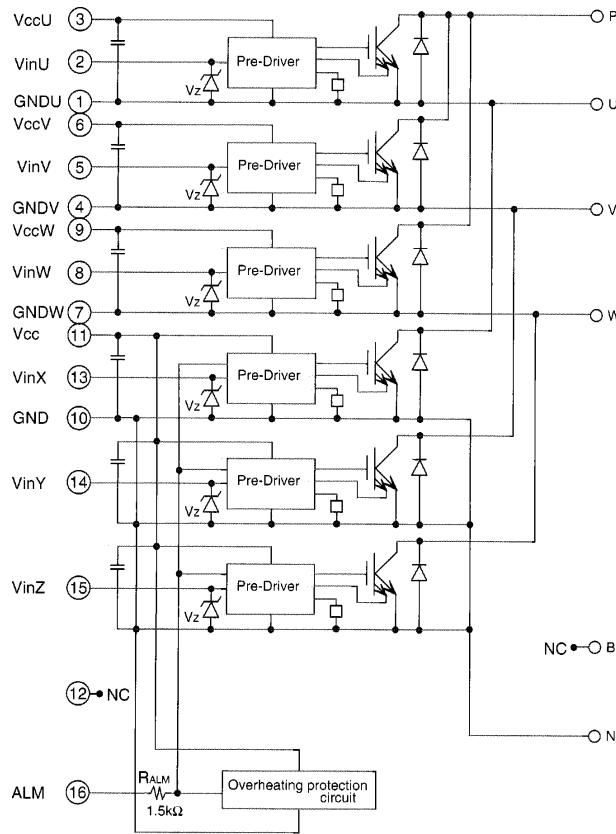 VccU 3 P
VinU 2 Pre-Driver
Vz
GNDU 1 U
VccV 6
VinV 5 Pre-Driver
Vz
GNDV 4 V
VccW 9
VinW 8 Pre-Driver
Vz
GNDW 7 W
Vcc 11
VinX 13 Pre-Driver
Vz
GND 10
VinY 14 Pre-Driver
Vz
VinZ 15 Pre-Driver
Vz
NC B
12 NC
N
ALM 16 RALM 1.5kΩ
Overheating protection
circuit